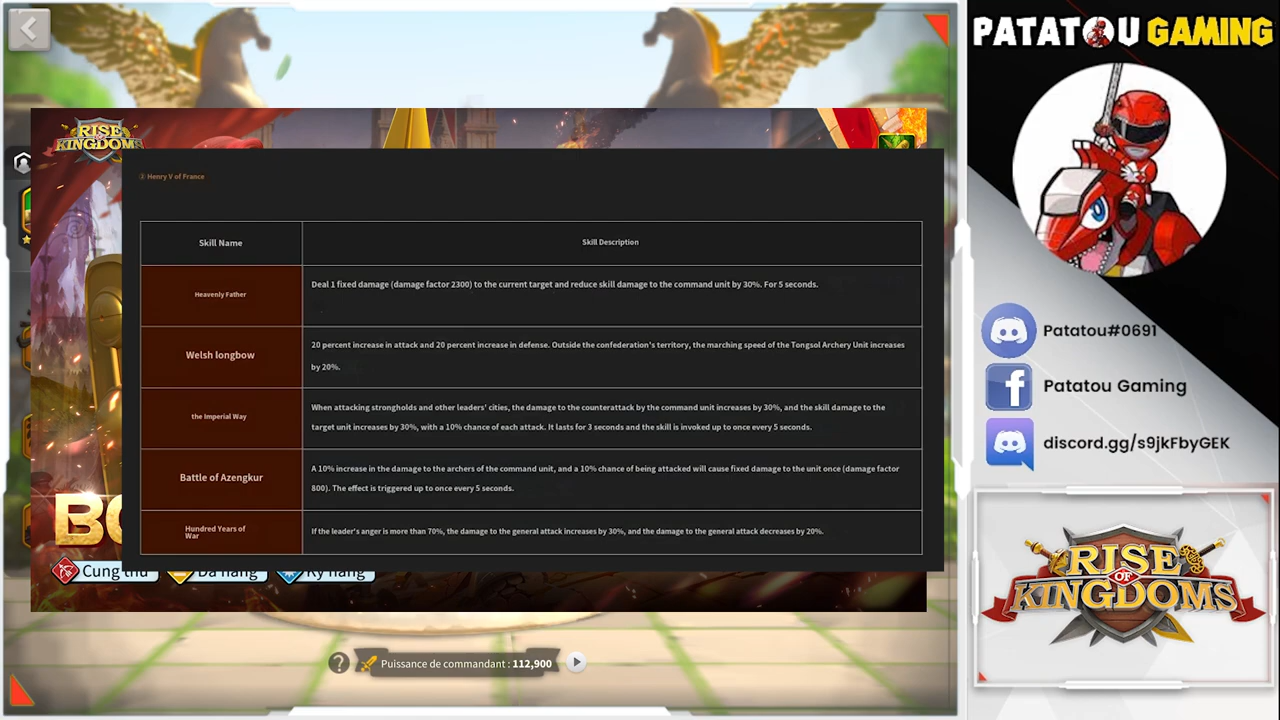 PATATOU GAMING
RISE OF
KINGDOMS
③ Henry V of France
Skill Name
Skill Description
Heavenly Father
Deal 1 fixed damage (damage factor 2300) to the current target and reduce skill damage to the command unit by 30%. For 5 seconds.
Welsh longbow
20 percent increase in attack and 20 percent increase in defense. Outside the confederation's territory, the marching speed of the Tongsol Archery Unit increases
by 20%.
the Imperial Way
When attacking strongholds and other leaders' cities, the damage to the counterattack by the command unit increases by 30%, and the skill damage to the
target unit increases by 30%, with a 10% chance of each attack. It lasts for 3 seconds and the skill is invoked up to once every 5 seconds.
Battle of Azengkur
A 10% increase in the damage to the archers of the command unit, and a 10% chance of being attacked will cause fixed damage to the unit once (damage factor
800). The effect is triggered up to once every 5 seconds.
Hundred Years of
War
If the leader's anger is more than 70%, the damage to the general attack increases by 30%, and the damage to the general attack decreases by 20%.
Cung thủ
Đa năng
Kỹ năng
Puissance de commandant : 112,900
Patatou#0691
Patatou Gaming
discord.gg/s9jkFbyGEK
RISE
OF
KINGDOMS